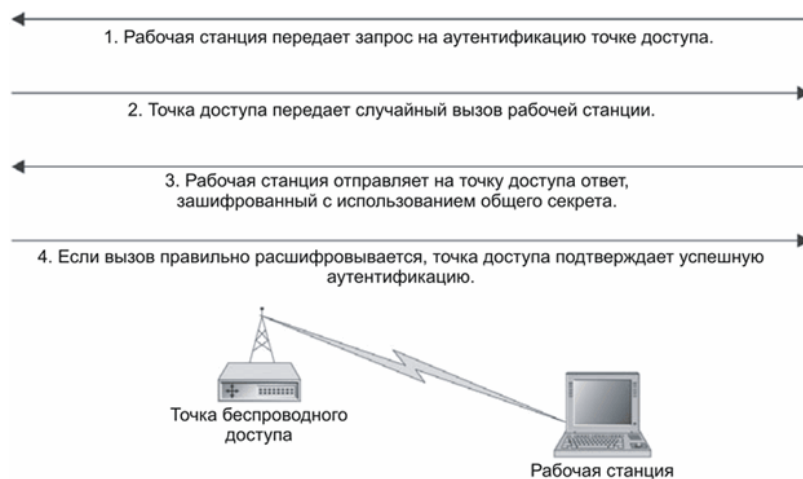 1. Рабочая станция передает запрос на аутентификацию точке доступа.
2. Точка доступа передает случайный вызов рабочей станции.
3. Рабочая станция отправляет на точку доступа ответ,
зашифрованный с использованием общего секрета.
4. Если вызов правильно расшифровывается, точка доступа подтверждает успешную
аутентификацию.
Точка беспроводного
доступа
Рабочая станция